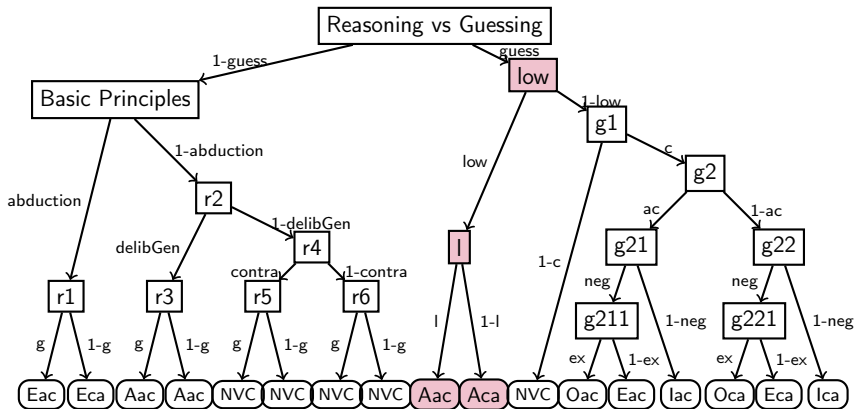 Reasoning vs Guessing
1-guess
guess
low
Basic Principles
1-low
g1
1-abduction
c
low
g2
abduction
r2
ac
1-ac
delibGen
1-delibGen
r4
l
g21
g22
contra
1-contra
1-c
neg
neg
r1
r3
r5
r6
g211
1-neg
g221
1-neg
g
1-g
g
1-g
g
1-g
g
1-g
l
1-l
ex
1-ex
ex
1-ex
Eac
Eca
Aac
Aac
NVC
NVC
NVC
NVC
Aac
Aca
NVC
Oac
Eac
Iac
Oca
Eca
Ica